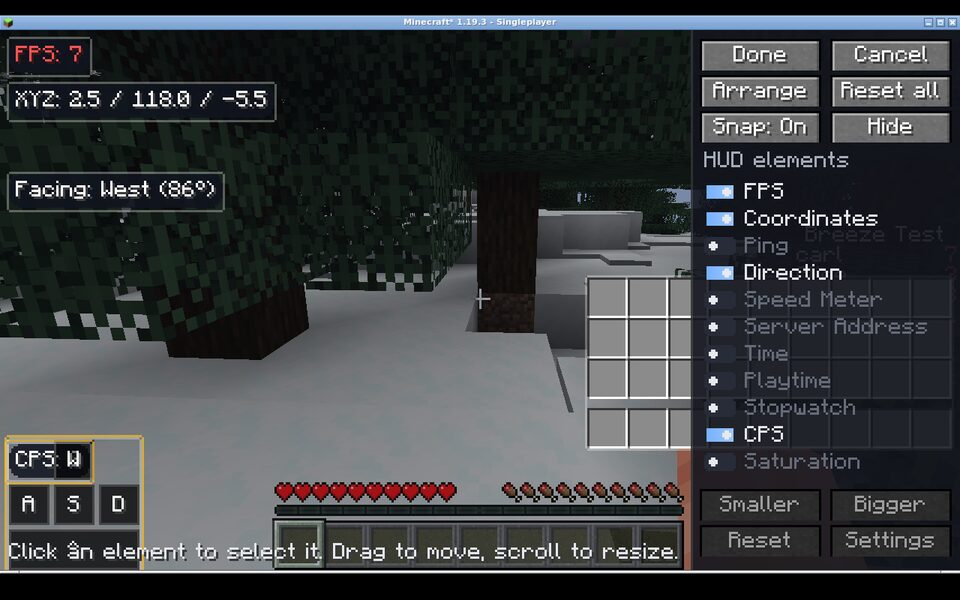 Minecraft* 1.19.3 - Singleplayer
FPS: 7
XYZ: 2.5 / 118.0 / -5.5
Facing: West (86°)
Done
Cancel
Arrange
Reset all
Snap: On
Hide
HUD elements
FPS
Coordinates
Breeze Test
Ping
carl
Direction
Speed Meter
Server Address
Time
Playtime
Stopwatch
CPS
Saturation
Smaller
Bigger
Reset
Settings
CPS: W
A S D
Click an element to select it. Drag to move, scroll to resize.